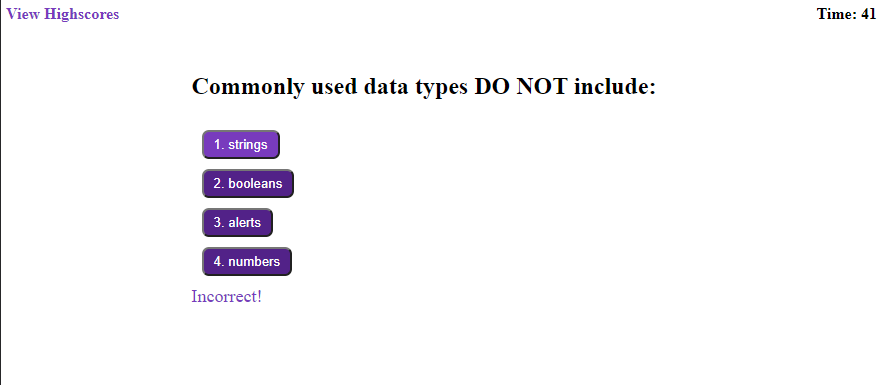 View Highscores
Time: 41
Commonly used data types DO NOT include:
1. strings
2. booleans
3. alerts
4. numbers
Incorrect!